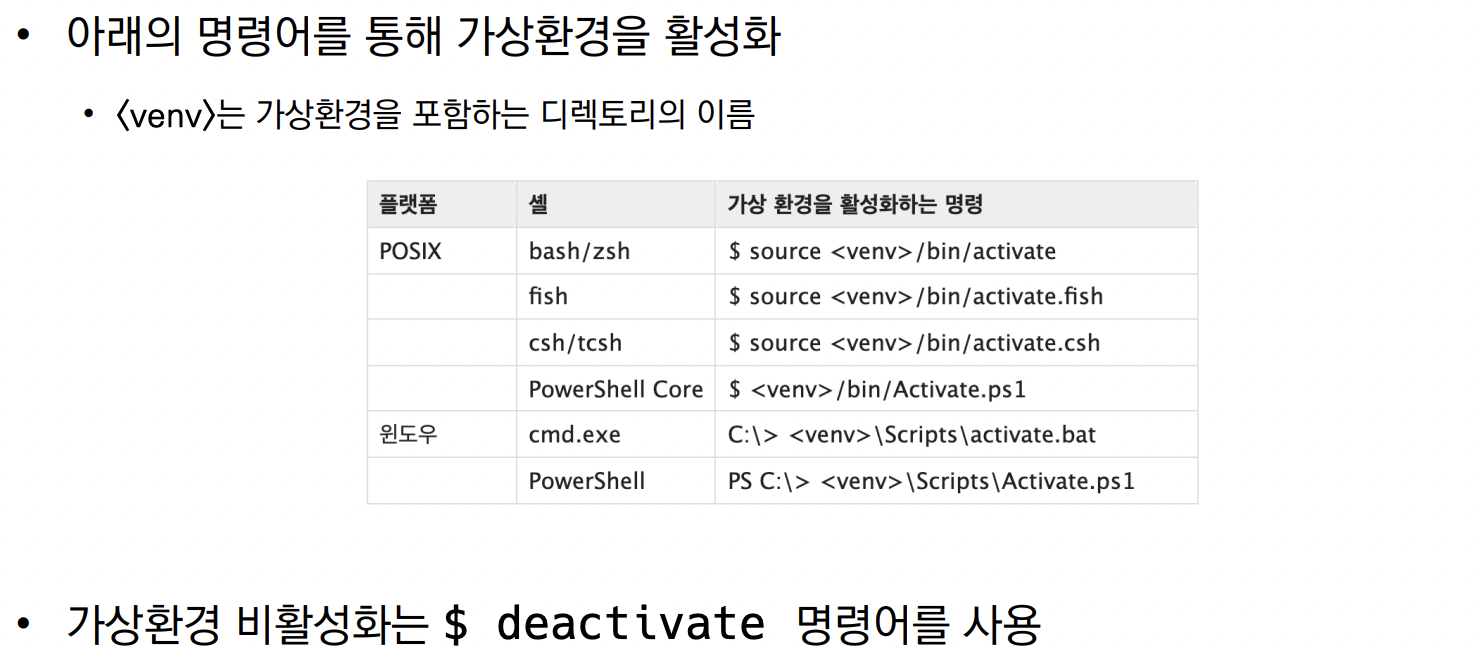 • 아래의 명령어를 통해 가상환경을 활성화
• <venv>는 가상환경을 포함하는 디렉토리의 이름
플랫폼 셸 가상 환경을 활성화하는 명령
POSIX bash/zsh $ source <venv>/bin/activate
fish $ source <venv>/bin/activate.fish
csh/tcsh $ source <venv>/bin/activate.csh
PowerShell Core $ <venv>/bin/Activate.ps1
윈도우 cmd.exe C:\> <venv>\Scripts\activate.bat
PowerShell PS C:\> <venv>\Scripts\Activate.ps1
• 가상환경 비활성화는 $ deactivate 명령어를 사용